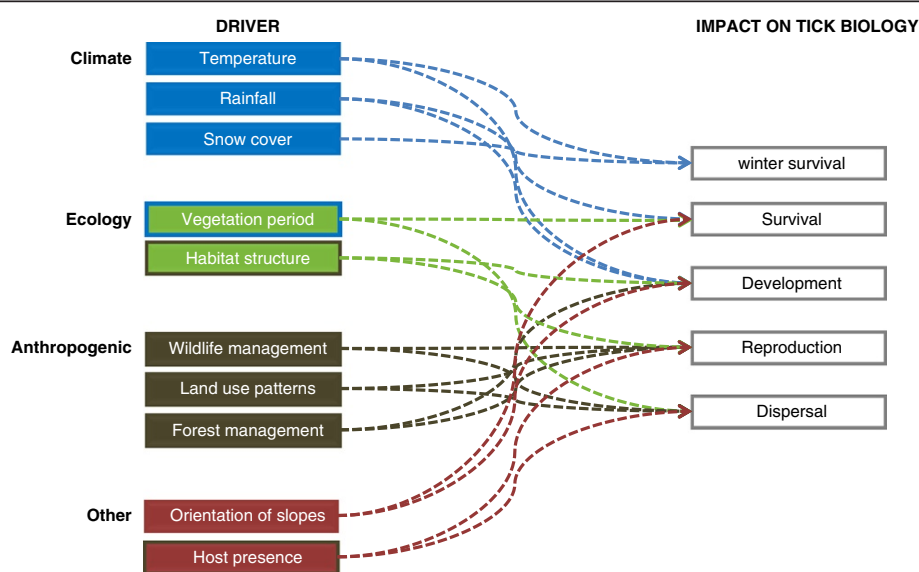 DRIVER
IMPACT ON TICK BIOLOGY
Climate
Temperature
Rainfall
Snow cover
winter survival
Ecology
Vegetation period
Survival
Habitat structure
Development
Anthropogenic
Wildlife management
Reproduction
Land use patterns
Dispersal
Forest management
Other
Orientation of slopes
Host presence